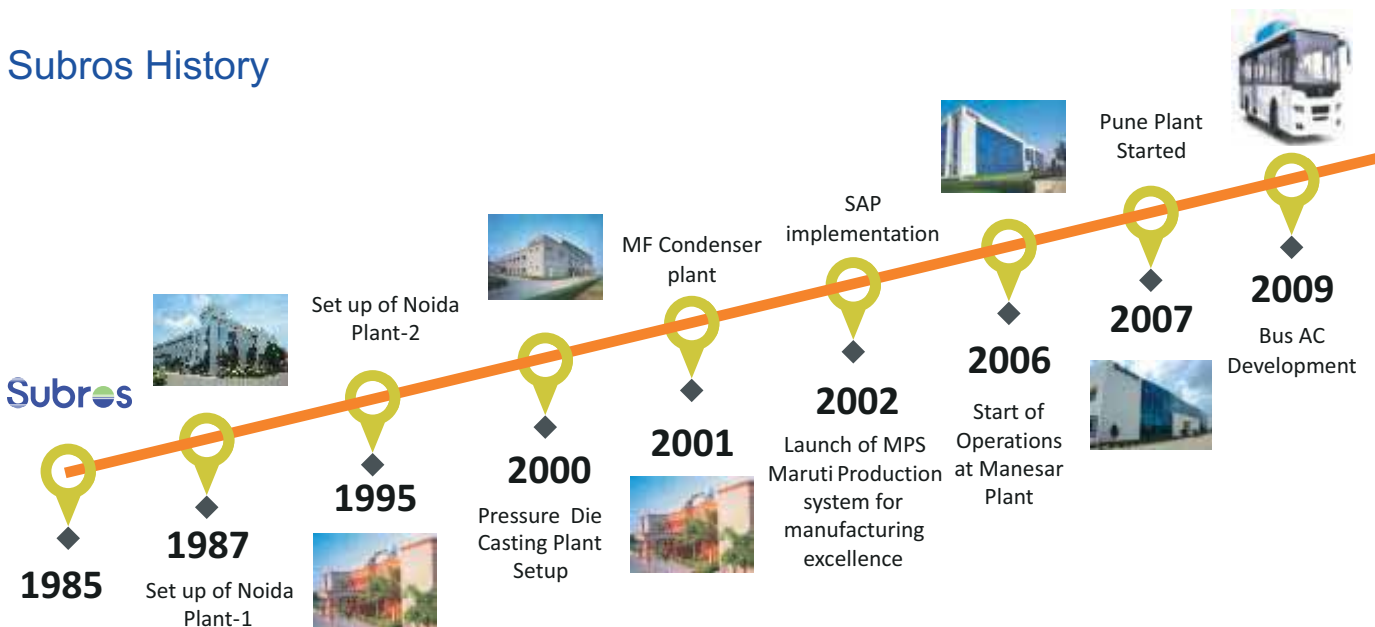 Subros History
Subros
1985
1987
Set up of Noida
Plant-1
Set up of Noida
Plant-2
1995
2000
Pressure Die
Casting Plant
Setup
MF Condenser
plant
2001
SAP
implementation
2002
Launch of MPS
Maruti Production
system for
manufacturing
excellence
2006
Start of
Operations
at Manesar
Plant
Pune Plant
Started
2007
2009
Bus AC
Development